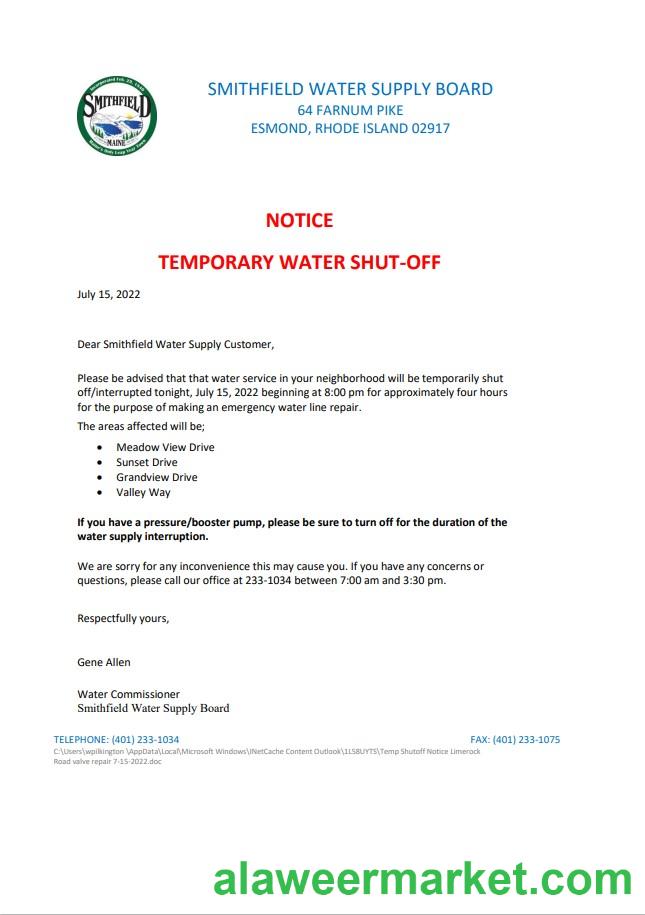 Incorporated Feb. 29, 1840
SMITHFIELD
MAINE
Maine's Only Leap Year Town
SMITHFIELD WATER SUPPLY BOARD
64 FARNUM PIKE
ESMOND, RHODE ISLAND 02917
NOTICE
TEMPORARY WATER SHUT-OFF
July 15, 2022
Dear Smithfield Water Supply Customer,
Please be advised that that water service in your neighborhood will be temporarily shut
off/interrupted tonight, July 15, 2022 beginning at 8:00 pm for approximately four hours
for the purpose of making an emergency water line repair.
The areas affected will be;
• Meadow View Drive
• Sunset Drive
• Grandview Drive
• Valley Way
If you have a pressure/booster pump, please be sure to turn off for the duration of the
water supply interruption.
We are sorry for any inconvenience this may cause you. If you have any concerns or
questions, please call our office at 233-1034 between 7:00 am and 3:30 pm.
Respectfully yours,
Gene Allen
Water Commissioner
Smithfield Water Supply Board
TELEPHONE: (401) 233-1034 FAX: (401) 233-1075
C:\Users\wpilkington \AppData\Local\Microsoft Windows\INetCache Content Outlook\1LS8UYTS\Temp Shutoff Notice Limerock
Road valve repair 7-15-2022.doc
alaweermarket.com